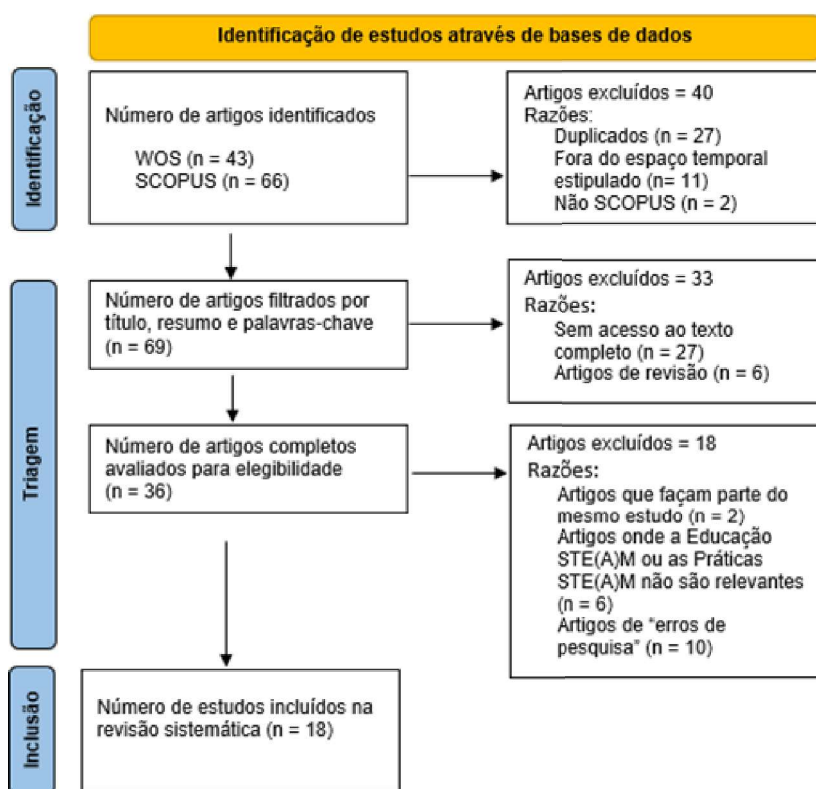 Identificação de estudos através de bases de dados
Identificação
Número de artigos identificados
WOS (n = 43)
SCOPUS (n = 66)
Artigos excluídos = 40
Razões:
Duplicados (n = 27)
Fora do espaço temporal
estipulado (n= 11)
Não SCOPUS (n = 2)
Triagem
Número de artigos filtrados por
título, resumo e palavras-chave
(n = 69)
Artigos excluídos = 33
Razões:
Sem acesso ao texto
completo (n = 27)
Artigos de revisão (n = 6)
Número de artigos completos
avaliados para elegibilidade
(n = 36)
Artigos excluídos = 18
Razões:
Artigos que façam parte do
mesmo estudo (n = 2)
Artigos onde a Educação
STE(A)M ou as Práticas
STE(A)M não são relevantes
(n = 6)
Artigos de "erros de
pesquisa" (n = 10)
Inclusão
Número de estudos incluídos na
revisão sistemática (n = 18)